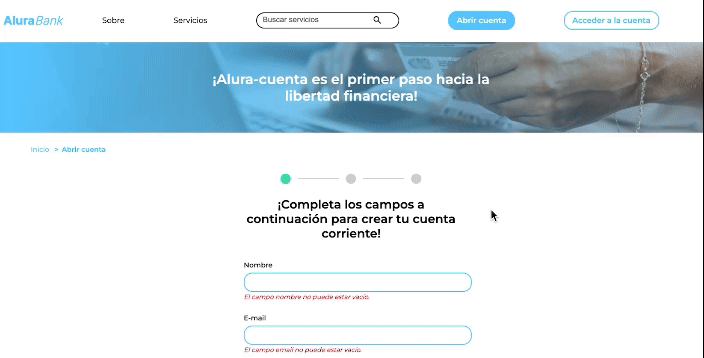 AluraBank
Sobre
Servicios
Buscar servicios
Abrir cuenta
Acceder a la cuenta
¡Alura-cuenta es el primer paso hacia la
libertad financiera!
Inicio > Abrir cuenta
¡Completa los campos a
continuación para crear tu cuenta
corriente!
Nombre
El campo nombre no puede estar vacío.
E-mail
El campo email no puede estar vacío.